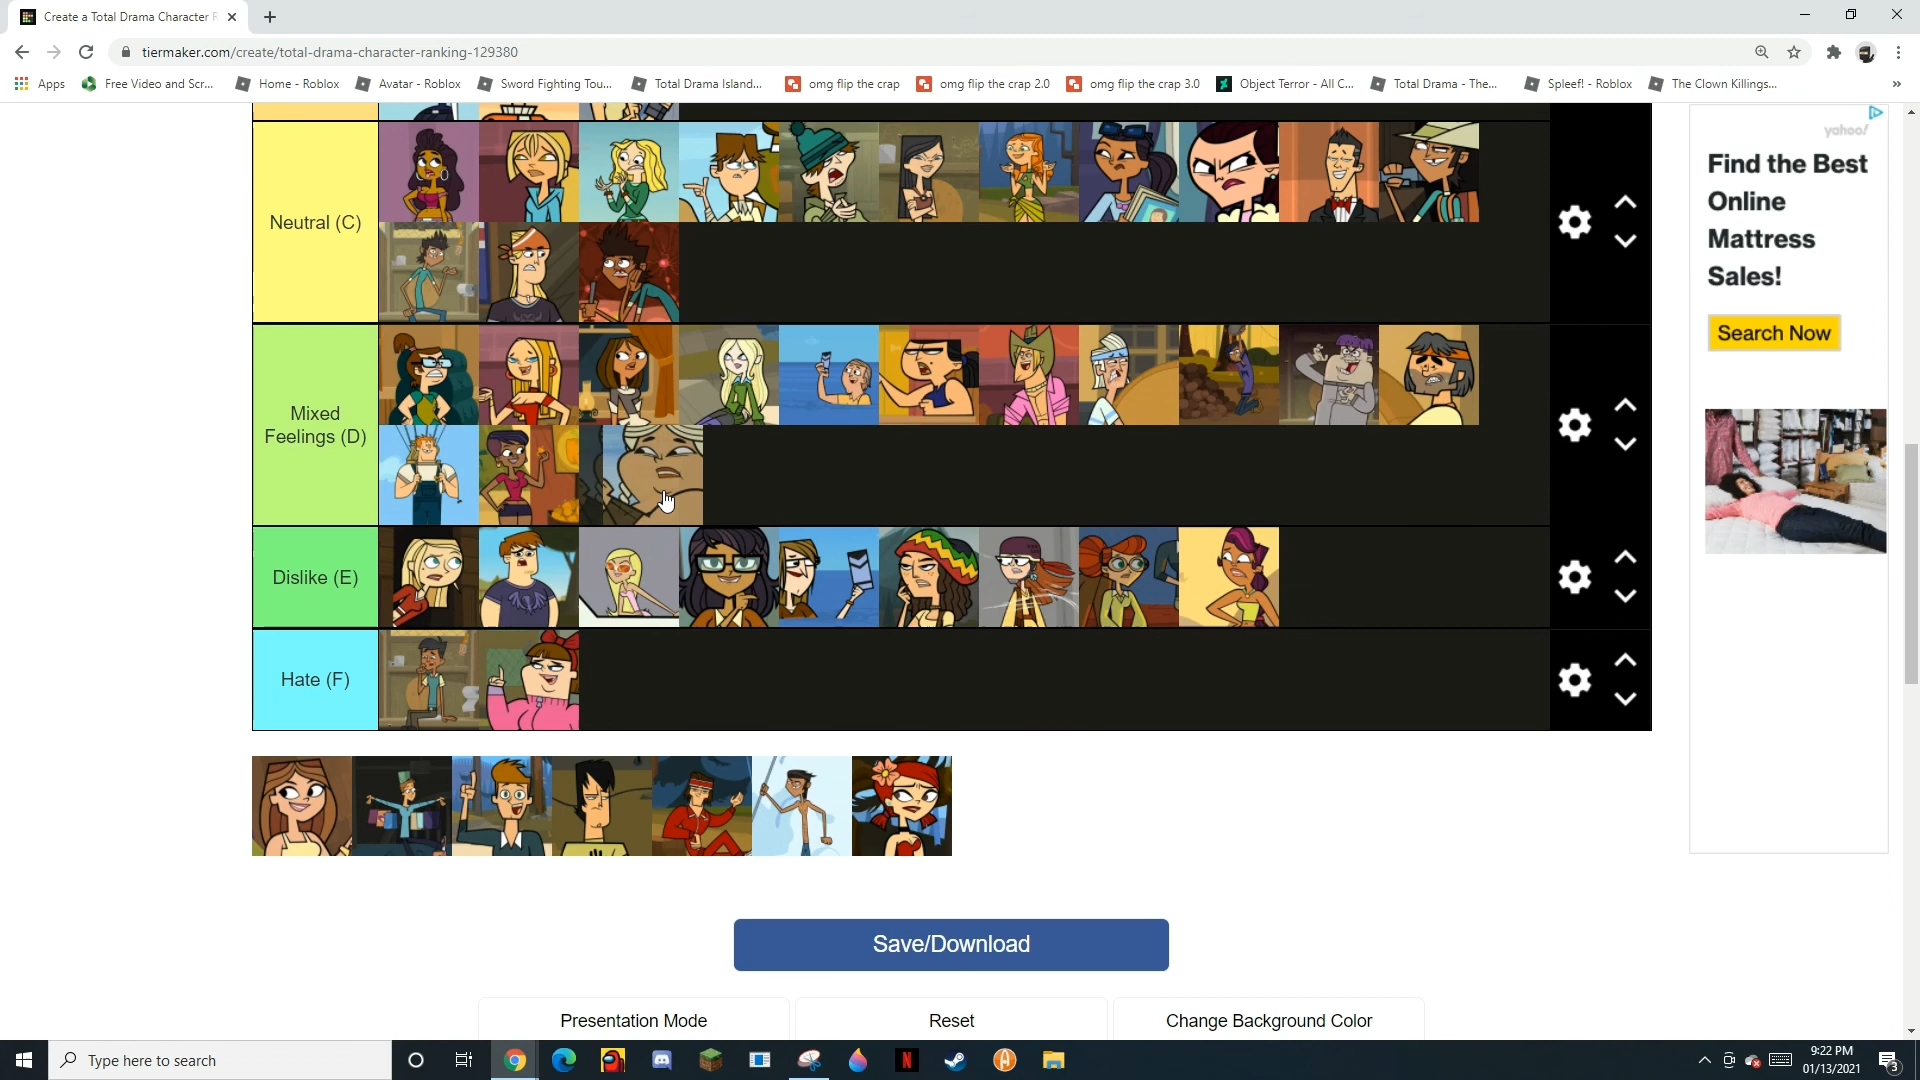 Create a Total Drama Character R
tiermaker.com/create/total-drama-character-ranking-129380
Apps
Free Video and Scr...
Home - Roblox
Avatar - Roblox
Sword Fighting Tou...
Total Drama Island...
omg flip the crap
omg flip the crap 2.0
omg flip the crap 3.0
Object Terror - All C...
Total Drama - The...
Spleef! - Roblox
The Clown Killings...
»
Neutral (C)
Mixed
Feelings (D)
Dislike (E)
Hate (F)
yahoo!
Find the Best
Online
Mattress
Sales!
Search Now
Save/Download
Presentation Mode
Reset
Change Background Color
Type here to search
9:22 PM
01/13/2021
3